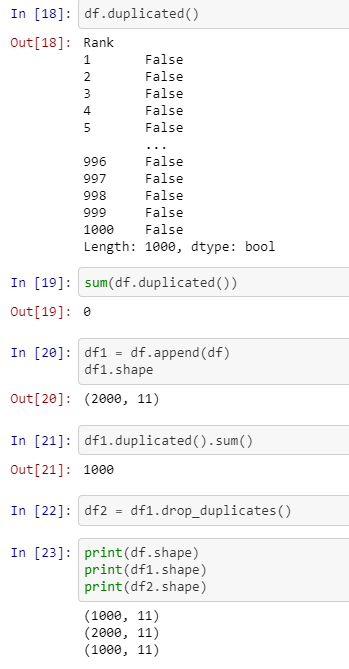 In [18]: df.duplicated()
Out[18]: Rank
1 False
2 False
3 False
4 False
5 False
...
996 False
997 False
998 False
999 False
1000 False
Length: 1000, dtype: bool
In [19]: sum(df.duplicated())
Out[19]: 0
In [20]: df1 = df.append(df)
df1.shape
Out[20]: (2000, 11)
In [21]: df1.duplicated().sum()
Out[21]: 1000
In [22]: df2 = df1.drop_duplicates()
In [23]: print(df.shape)
print(df1.shape)
print(df2.shape)
(1000, 11)
(2000, 11)
(1000, 11)